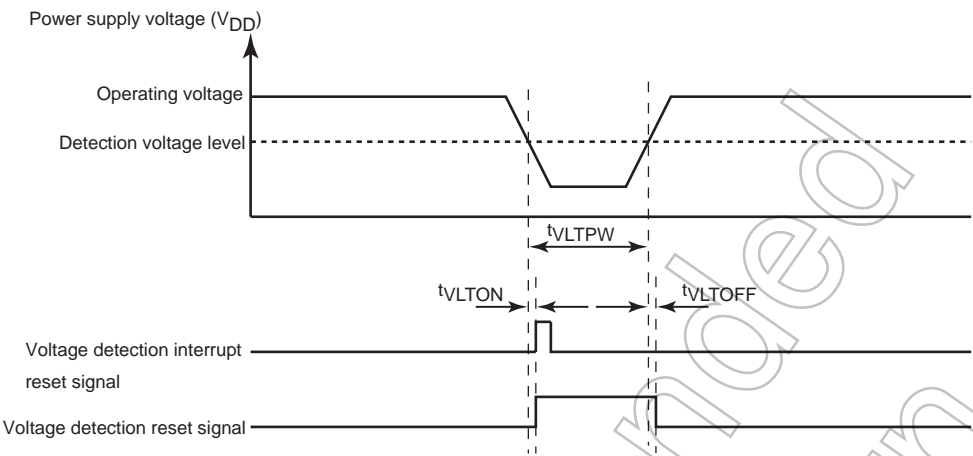 Power supply voltage (VDD)
Operating voltage
Detection voltage level
tVLTPW
tVLTON
tVLTOFF
Voltage detection interrupt
reset signal
Voltage detection reset signal
nded